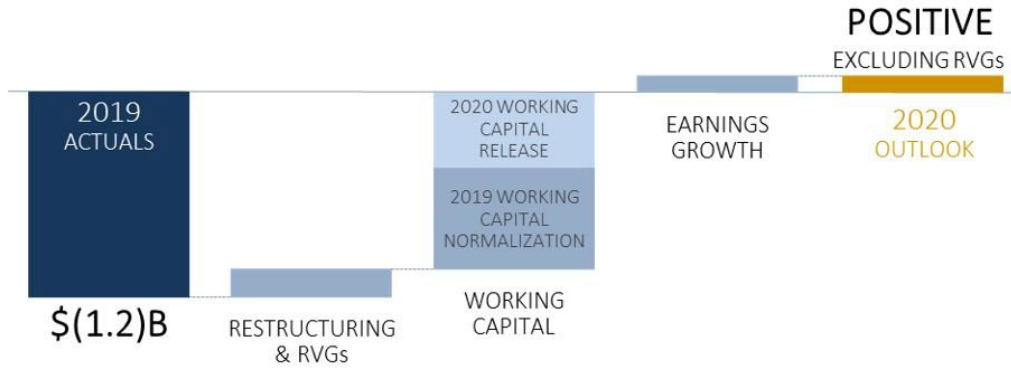 POSITIVE
EXCLUDING RVGs
2019
ACTUALS
$(1.2)B
RESTRUCTURING
& RVGs
2020 WORKING
CAPITAL
RELEASE
2019 WORKING
CAPITAL
NORMALIZATION
WORKING
CAPITAL
EARNINGS
GROWTH
2020
OUTLOOK